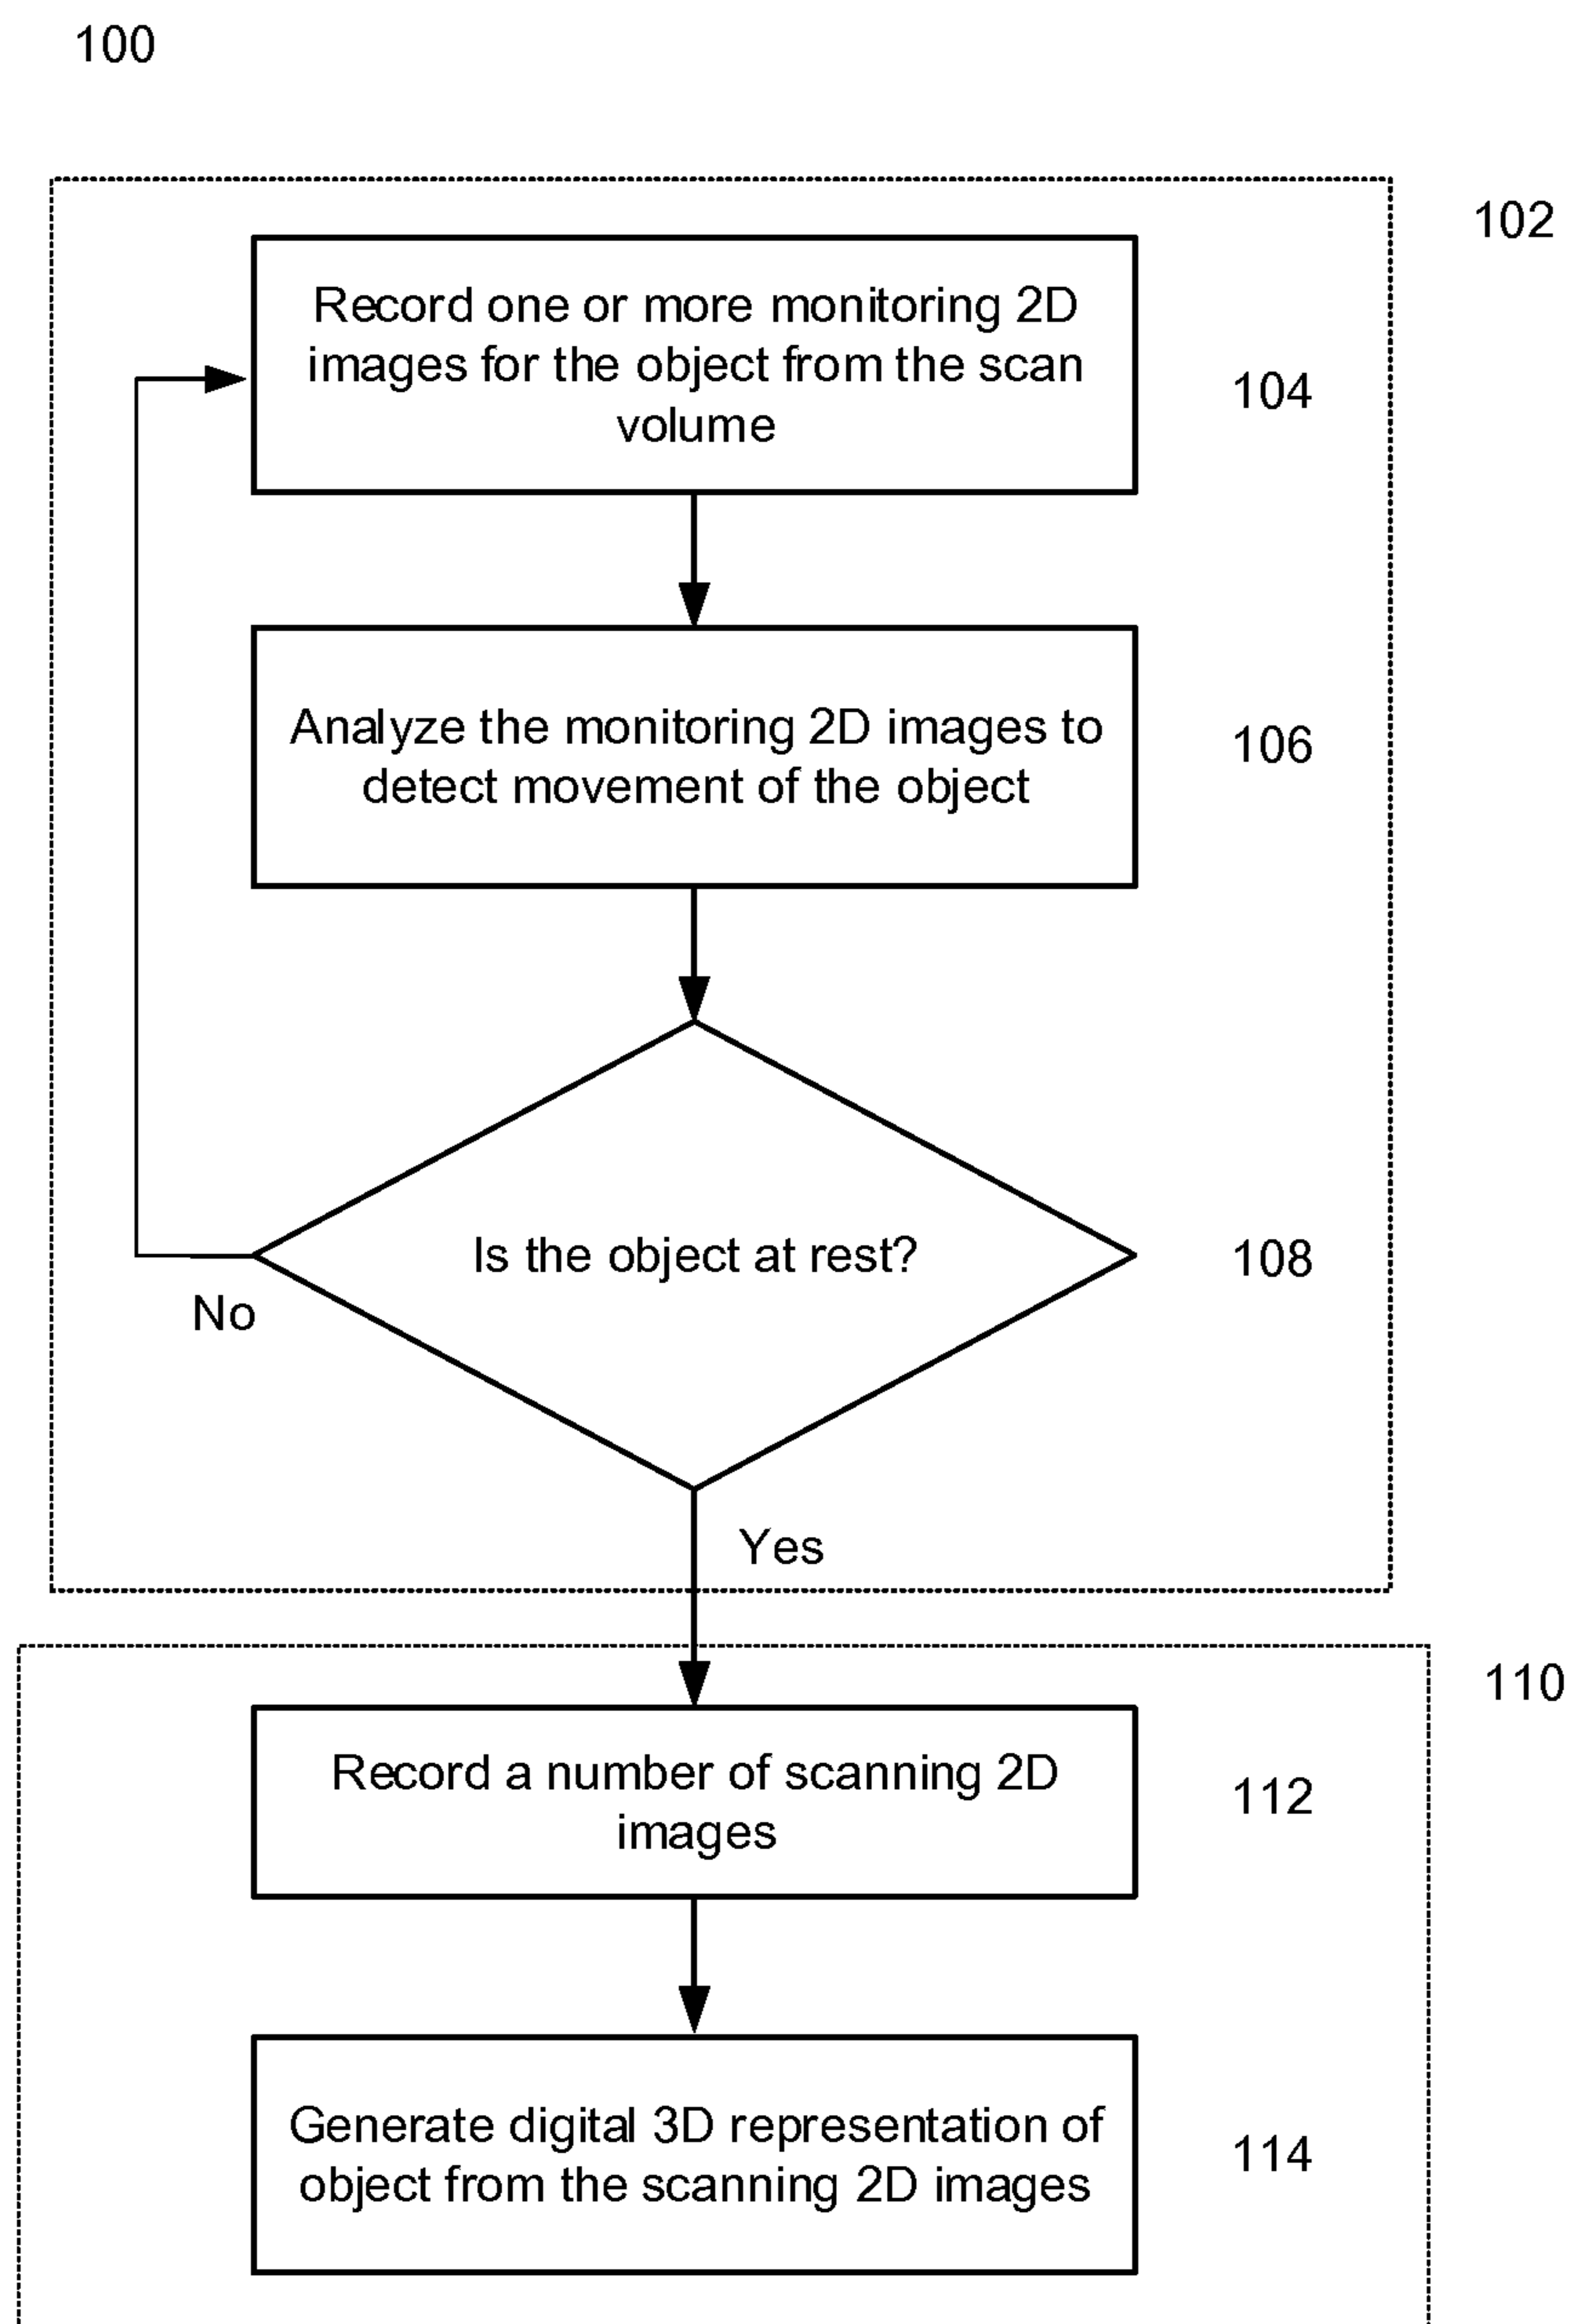 100
102
Record one or more monitoring 2D
images for the object from the scan
volume
104
Analyze the monitoring 2D images to
detect movement of the object
106
Is the object at rest?
108
No
Yes
110
Record a number of scanning 2D
images
112
Generate digital 3D representation of
object from the scanning 2D images
114